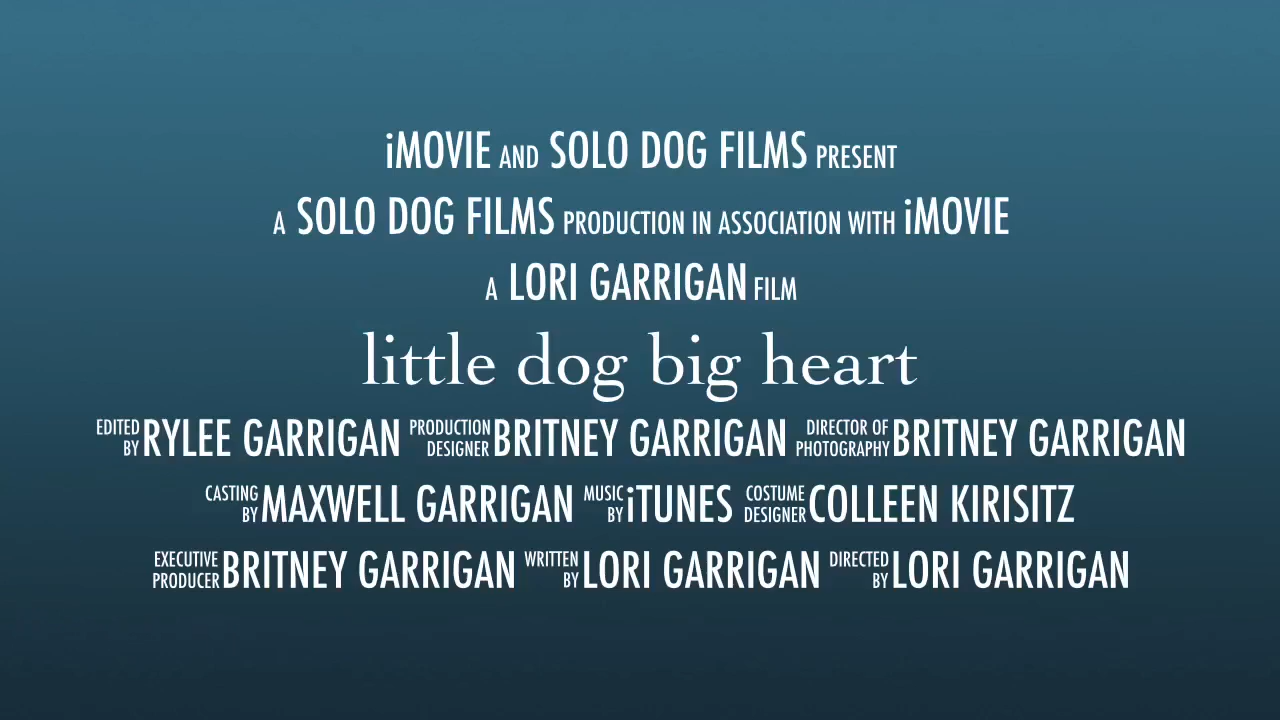 iMOVIE AND SOLO DOG FILMS PRESENT
A SOLO DOG FILMS PRODUCTION IN ASSOCIATION WITH iMOVIE
A LORI GARRIGAN FILM
little dog big heart
EDITED BY RYLEE GARRIGAN PRODUCTION DESIGNER BRITNEY GARRIGAN DIRECTOR OF PHOTOGRAPHY BRITNEY GARRIGAN
CASTING BY MAXWELL GARRIGAN MUSIC BY iTUNES COSTUME DESIGNER COLLEEN KIRISITZ
EXECUTIVE PRODUCER BRITNEY GARRIGAN WRITTEN BY LORI GARRIGAN DIRECTED BY LORI GARRIGAN